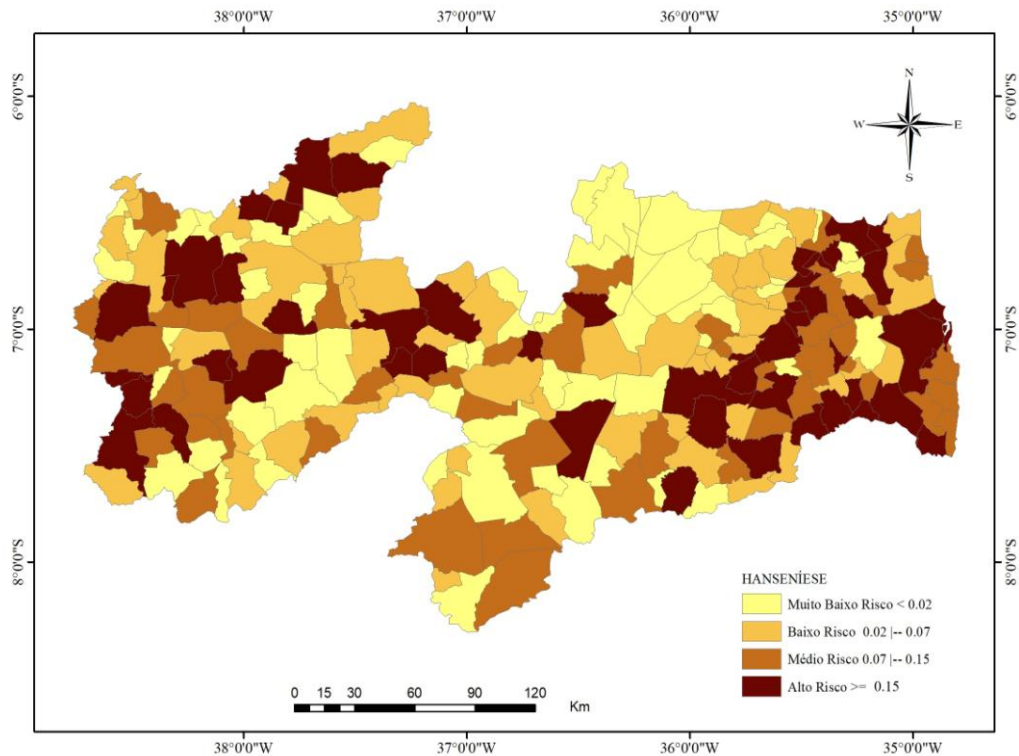 38°0'0"W 37°0'0"W 36°0'0"W 35°0'0"W
6°0'0"S 6°0'0"S
N
W E
S
7°0'0"S 7°0'0"S
8°0'0"S 8°0'0"S
HANSENÍESE
Muito Baixo Risco < 0.02
Baixo Risco 0.02 |-- 0.07
Médio Risco 0.07 |-- 0.15
Alto Risco >= 0.15
0 15 30 60 90 120
Km
38°0'0"W 37°0'0"W 36°0'0"W 35°0'0"W